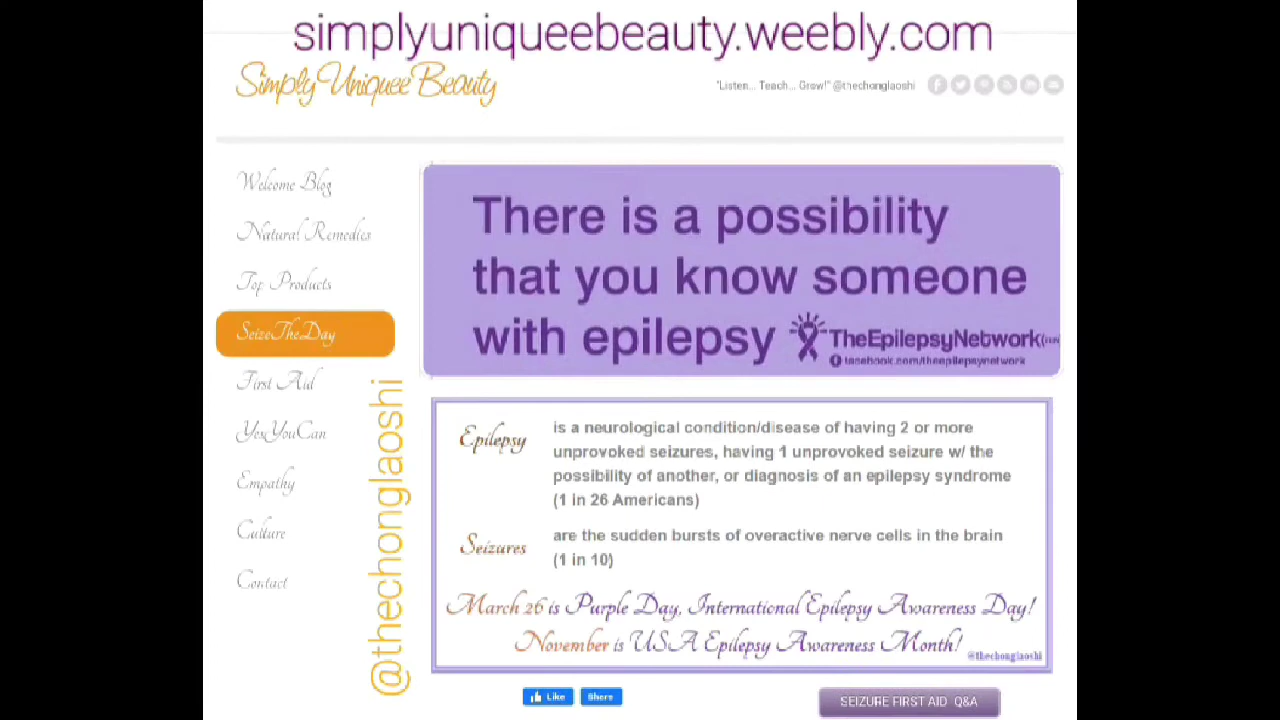 simplyuniqueebeauty.weebly.com
Simply Uniquee Beauty
"Listen... Teach... Grow!" @thechonglaoshi
Welcome Blog
Natural Remedies
Top Products
SeizeTheDay
First Aid
YesYouCan
Empathy
Culture
Contact
@thechonglaoshi
There is a possibility
that you know someone
with epilepsy
TheEpilepsyNetwork
facebook.com/theepilepsynetwork
Epilepsy
is a neurological condition/disease of having 2 or more
unprovoked seizures, having 1 unprovoked seizure w/ the
possibility of another, or diagnosis of an epilepsy syndrome
(1 in 26 Americans)
Seizures
are the sudden bursts of overactive nerve cells in the brain
(1 in 10)
March 26 is Purple Day, International Epilepsy Awareness Day!
November is USA Epilepsy Awareness Month!
@thechonglaoshi
Like
Share
SEIZURE FIRST AID Q&A